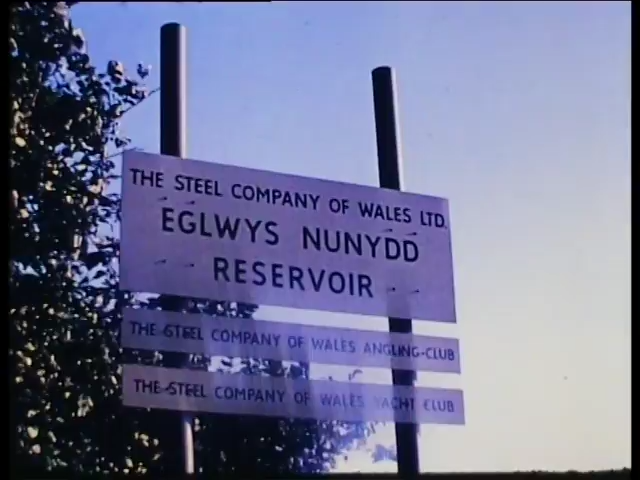 THE STEEL COMPANY OF WALES LTD.
EGLWYS NUNYDD
RESERVOIR
THE-STEEL COMPANY OF WALES ANGLING-CLUB
THE-STEEL COMPANY OF WALES YACHT CLUB